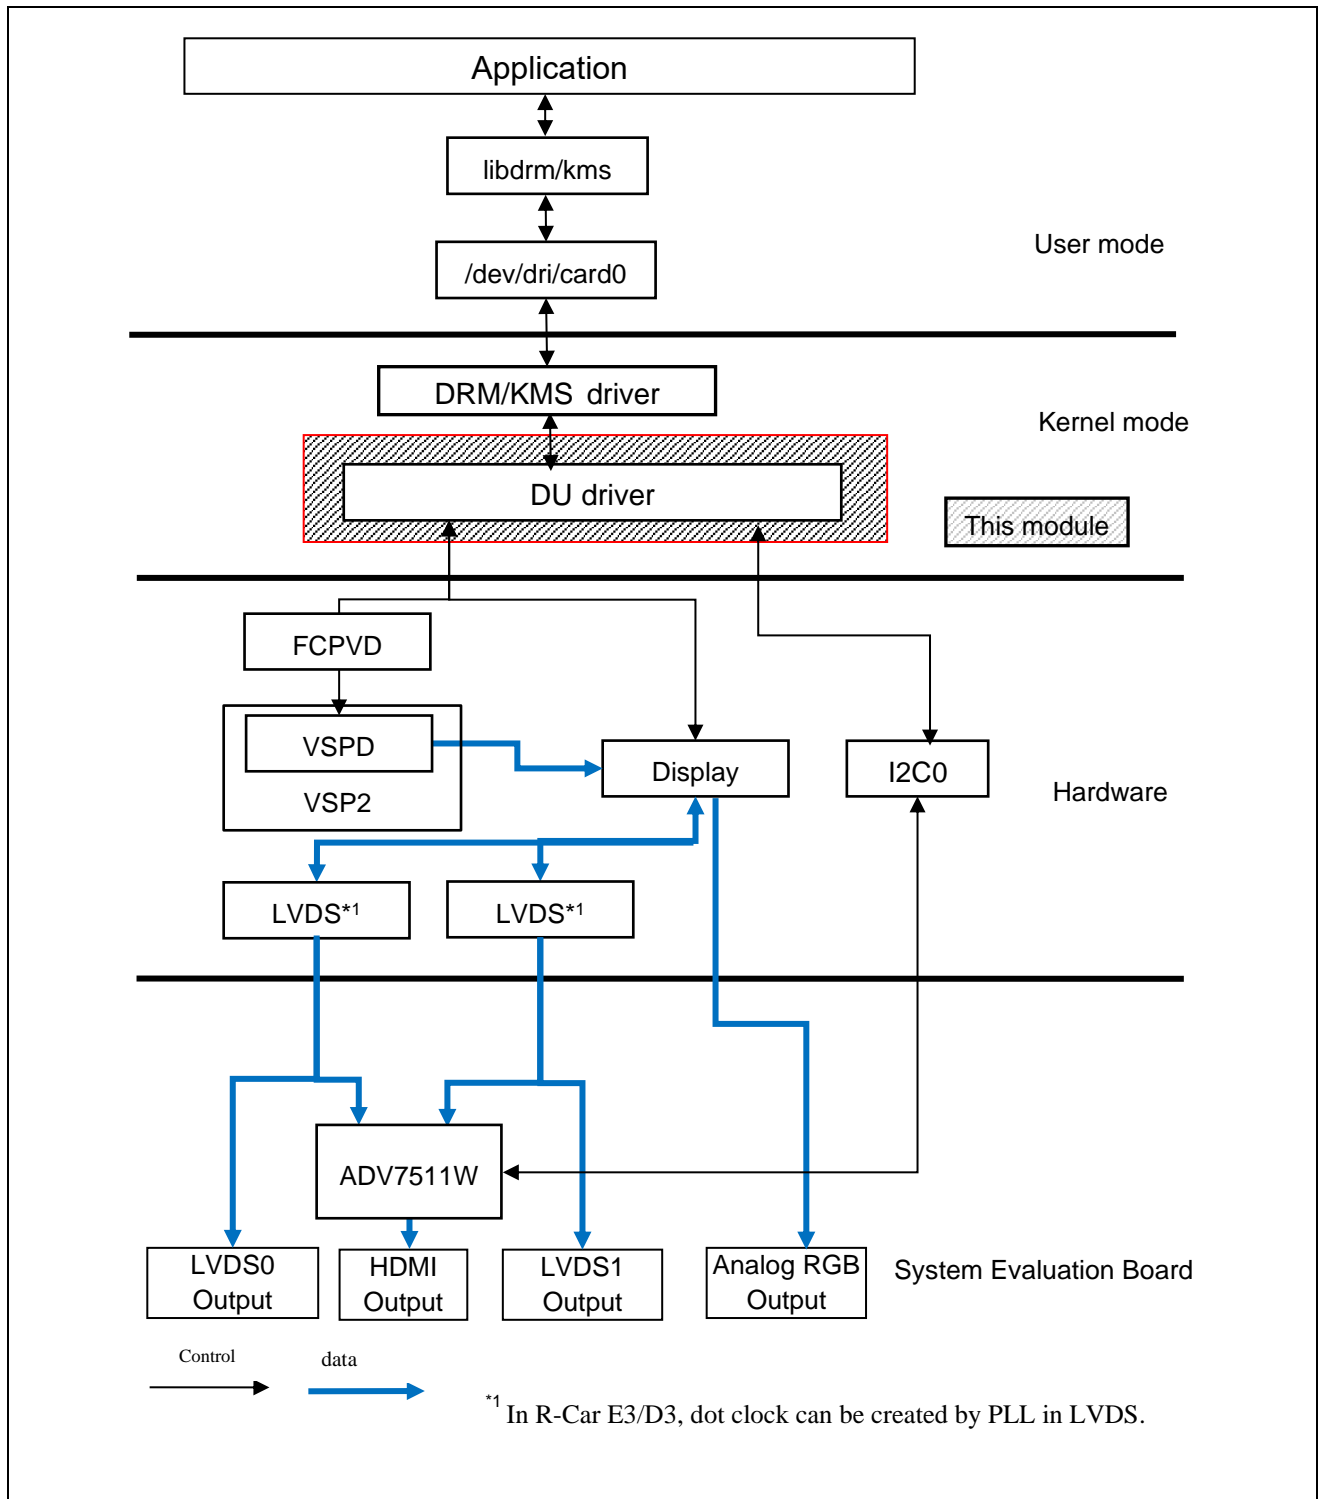 Application
libdrm/kms
/dev/dri/card0
User mode
DRM/KMS driver
Kernel mode
DU driver
This module
FCPVD
VSPD
VSP2
Display
I2C0
Hardware
LVDS*1
LVDS*1
ADV7511W
LVDS0
Output
HDMI
Output
LVDS1
Output
Analog RGB
Output
System Evaluation Board
Control
data
*1 In R-Car E3/D3, dot clock can be created by PLL in LVDS.